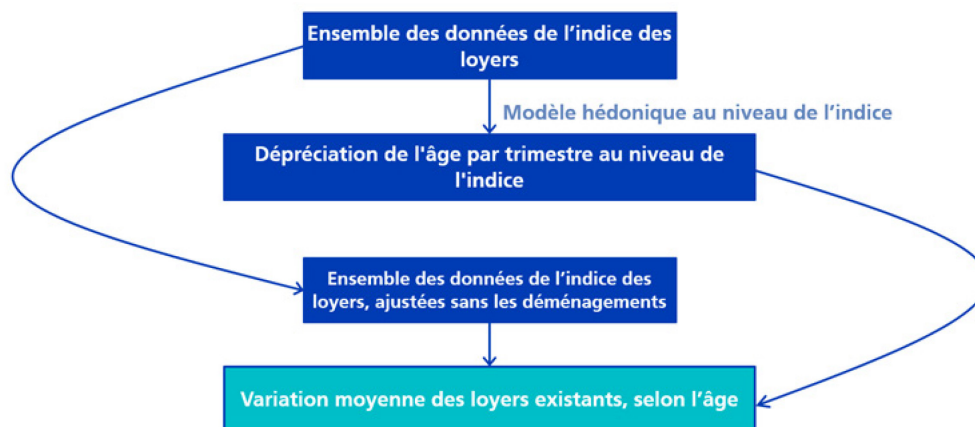 Ensemble des données de l’indice des
loyers
Modèle hédonique au niveau de l’indice
Dépréciation de l'âge par trimestre au niveau de
l'indice
Ensemble des données de l’indice des
loyers, ajustées sans les déménagements
Variation moyenne des loyers existants, selon l’âge